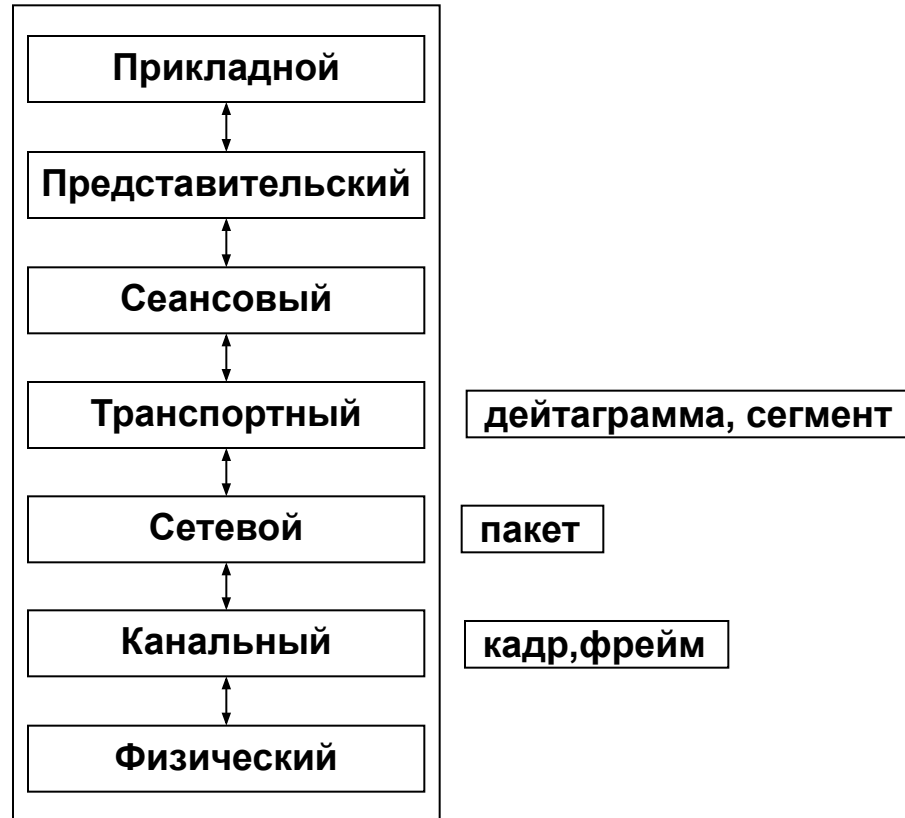 Прикладной
Представительский
Сеансовый
Транспортный
дейтаграмма, сегмент
Сетевой
пакет
Канальный
кадр,фрейм
Физический